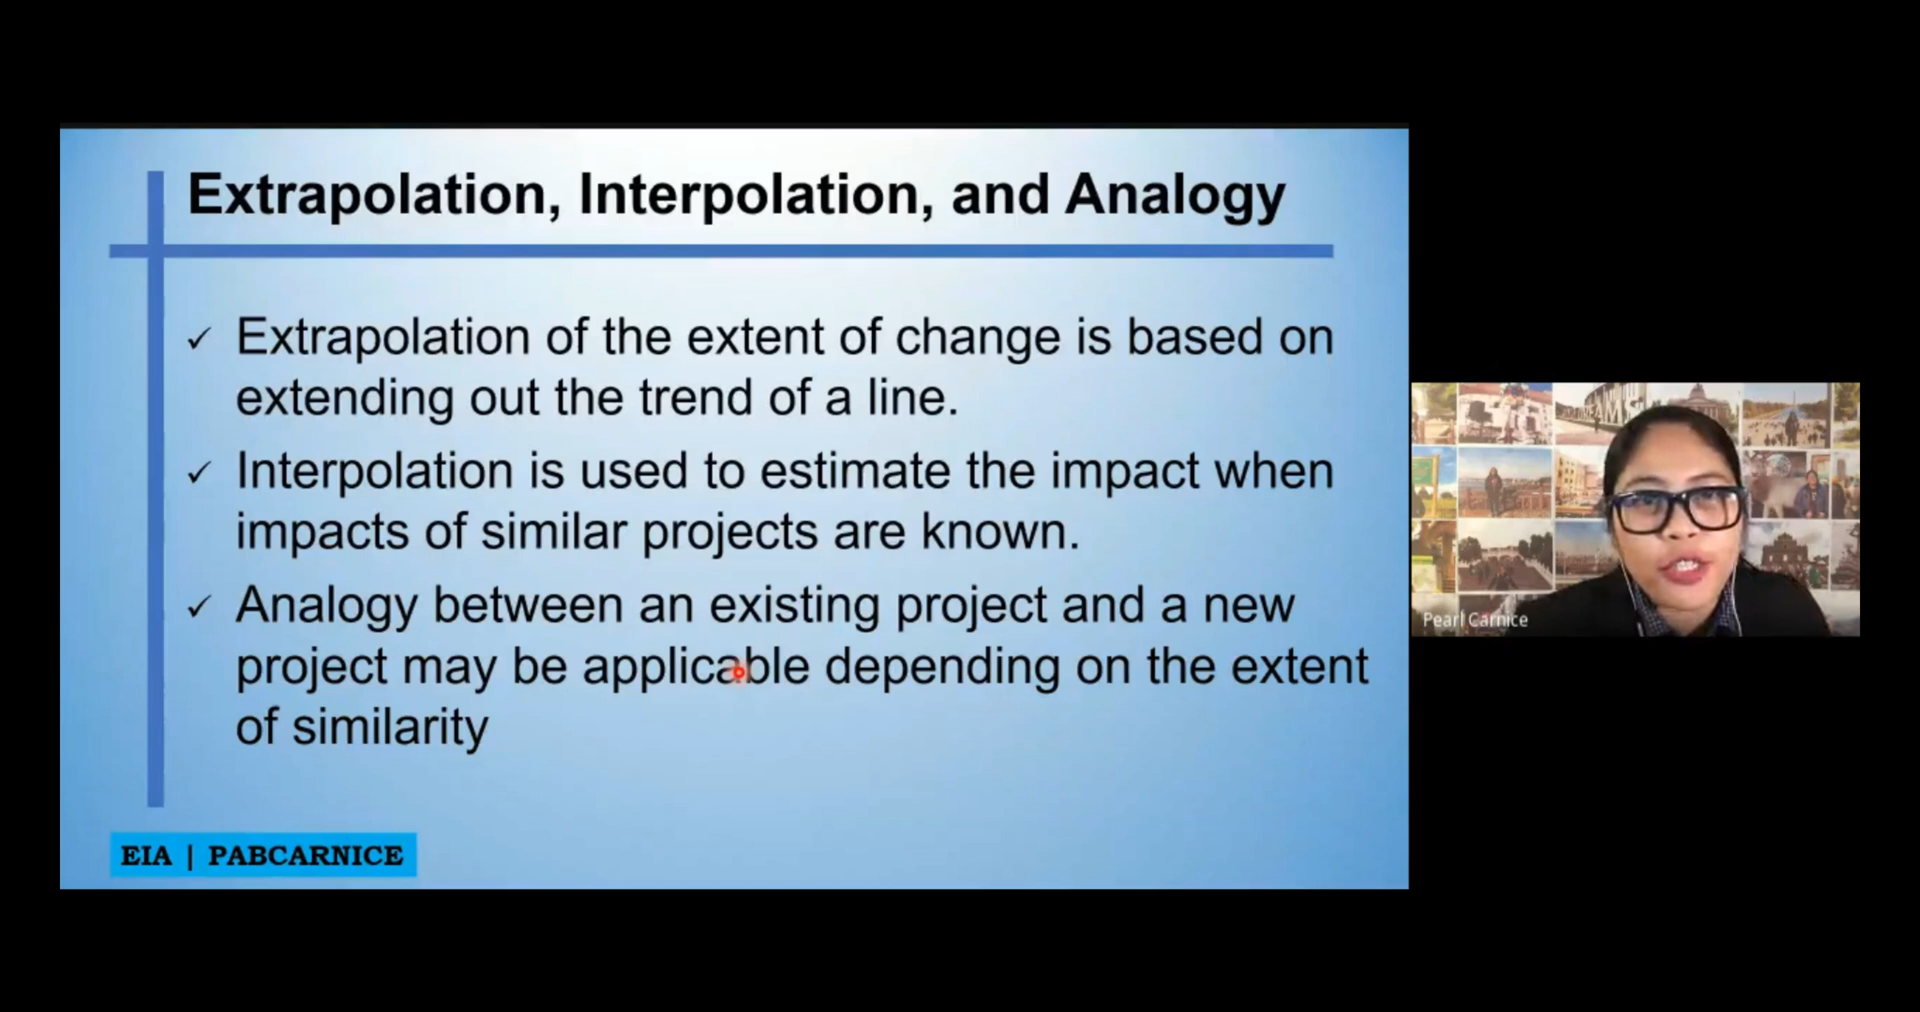 Extrapolation, Interpolation, and Analogy
✓ Extrapolation of the extent of change is based on
extending out the trend of a line.
✓ Interpolation is used to estimate the impact when
impacts of similar projects are known.
✓ Analogy between an existing project and a new
project may be applicable depending on the extent
of similarity
EIA | PABCARNICE
Pearl Carnice